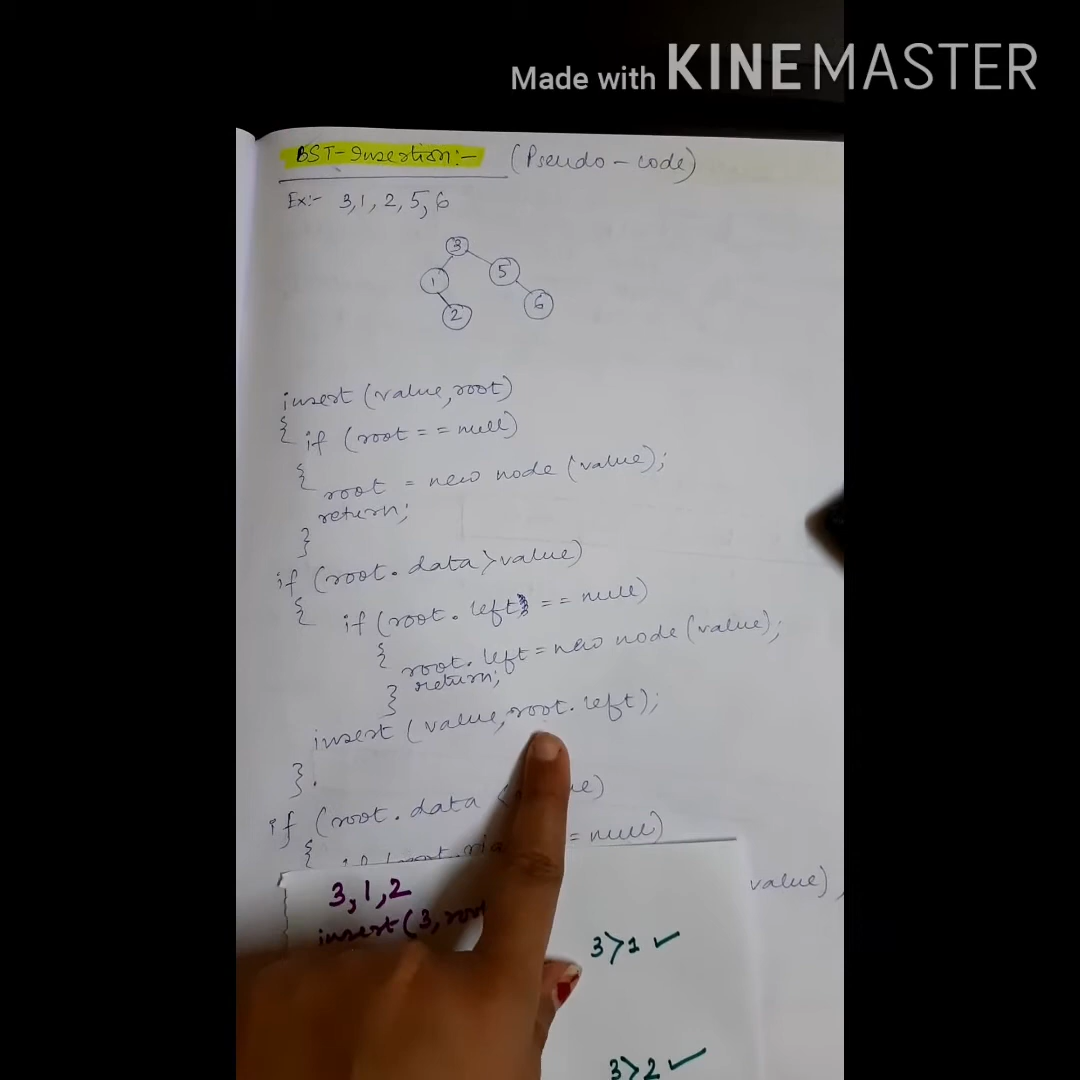 Made with KINEMASTER
BST-Insertion:- (Pseudo-code)
Ex:- 3,1,2,5,6
3
5
1
6
2
insert (value,root)
{ if (root == null)
{
root = new node (value);
return;
}
if (root.data>value)
{ if (root.left == null)
{ root.left = new node (value);
} return;
insert (value,root.left);
}.
if (root.data <
{ == null)
value),
3,1,2
insert (3,
3>1 ✓
3>2 ✓